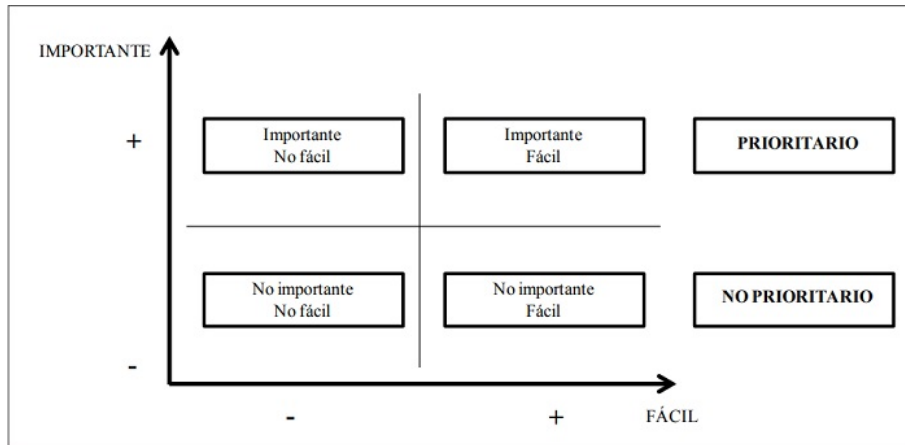 IMPORTANTE
+
Importante
No fácil
Importante
Fácil
PRIORITARIO
No importante
No fácil
No importante
Fácil
NO PRIORITARIO
-
-
+
FÁCIL